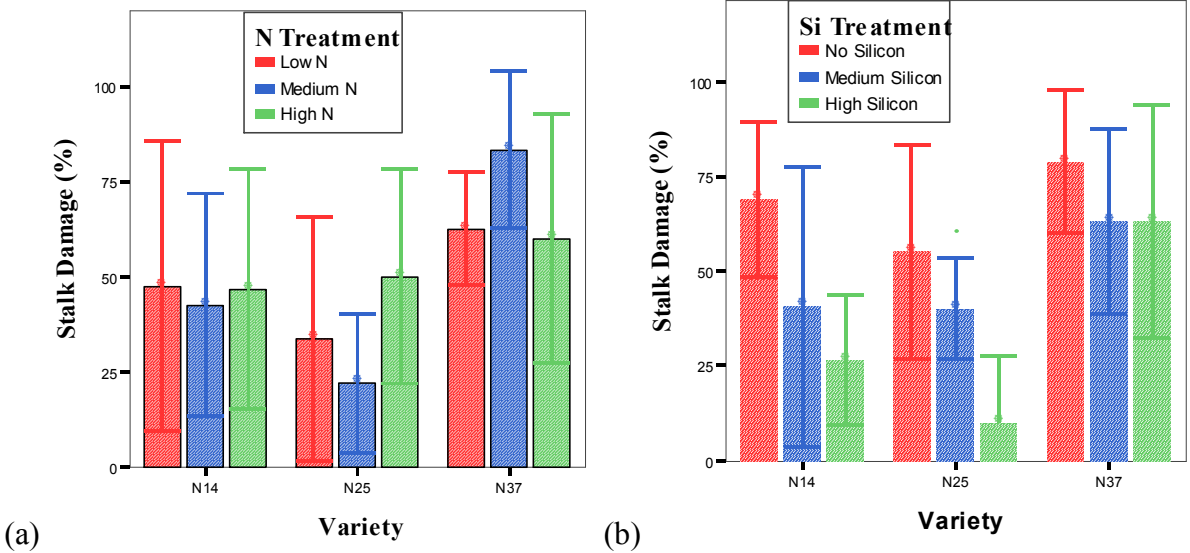 N Treatment
Low N
Medium N
High N
100
75
50
25
0
Stalk Damage (%)
N14 N25 N37
Variety
(a)
Si Treatment
No Silicon
Medium Silicon
High Silicon
100
75
50
25
0
Stalk Damage (%)
N14 N25 N37
Variety
(b)